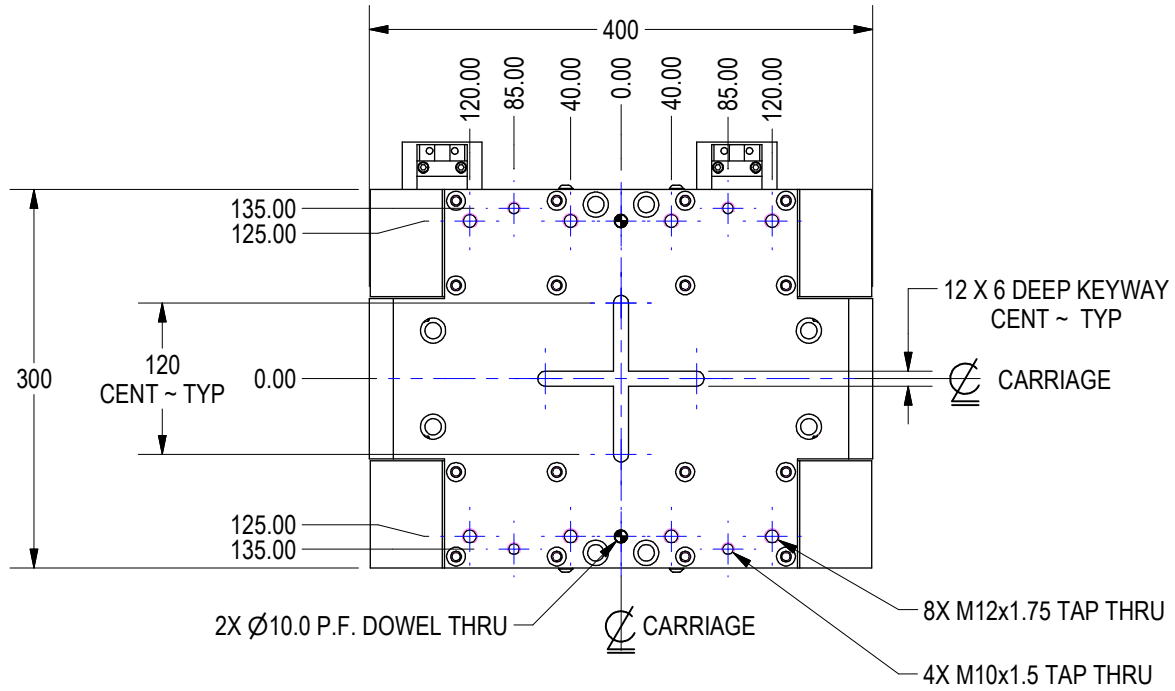 400
120.00
85.00
40.00
0.00
40.00
85.00
120.00
135.00
125.00
12 X 6 DEEP KEYWAY
CENT ~ TYP
120
CENT ~ TYP
300
0.00
CARRIAGE
125.00
135.00
2X Ø10.0 P.F. DOWEL THRU
CARRIAGE
8X M12x1.75 TAP THRU
4X M10x1.5 TAP THRU